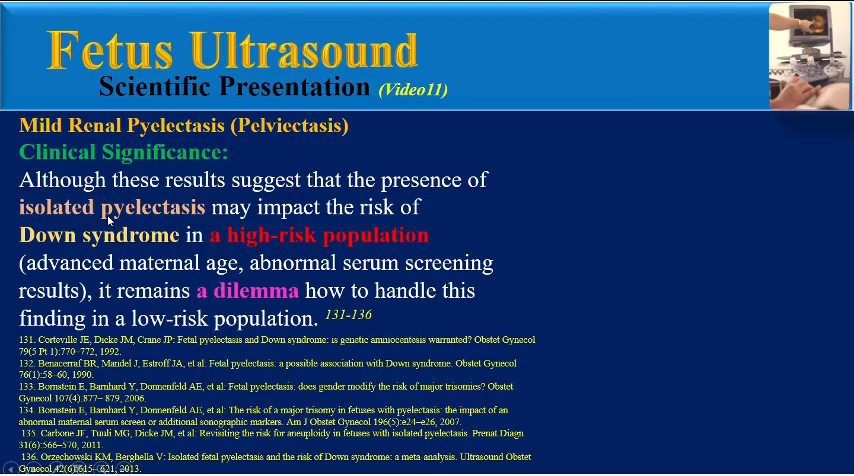 Fetus Ultrasound
Scientific Presentation (Video11)
Mild Renal Pyelectasis (Pelviectasis)
Clinical Significance:
Although these results suggest that the presence of
isolated pyelectasis may impact the risk of
Down syndrome in a high-risk population
(advanced maternal age, abnormal serum screening
results), it remains a dilemma how to handle this
finding in a low-risk population. 131-136
131. Corteville JE, Dicke JM, Crane JP: Fetal pyelectasis and Down syndrome: is genetic amniocentesis warranted? Obstet Gynecol
79(5 Pt 1):770–772, 1992.
132. Benacerraf BR, Mandel J, Estroff JA, et al: Fetal pyelectasis: a possible association with Down syndrome. Obstet Gynecol
76(1):58–60, 1990.
133. Bornstein E, Barnhard Y, Donnenfeld AE, et al: Fetal pyelectasis: does gender modify the risk of major trisomies? Obstet
Gynecol 107(4):877– 879, 2006.
134. Bornstein E, Barnhard Y, Donnenfeld AE, et al: The risk of a major trisomy in fetuses with pyelectasis: the impact of an
abnormal maternal serum screen or additional sonographic markers. Am J Obstet Gynecol 196(5):e24–e26, 2007.
135. Carbone JF, Tuuli MG, Dicke JM, et al: Revisiting the risk for aneuploidy in fetuses with isolated pyelectasis. Prenat Diagn
31(6):566–570, 2011.
136. Orzechowski KM, Berghella V: Isolated fetal pyelectasis and the risk of Down syndrome: a meta-analysis. Ultrasound Obstet
Gynecol 42(6):615–621, 2013.